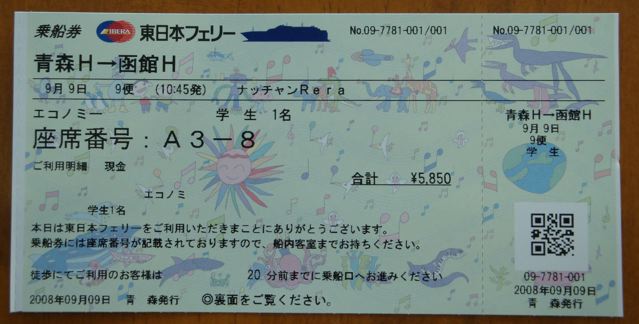 乗船券 LIBERA 東日本フェリー No.09-7781-001/001 No.09-7781-001/001
青森H→函館H
9月9日 9便 (10:45発) ナッチャンRera
エコノミー 学生 1名
座席番号：A3－8
ご利用明細 現金
合計 ¥5,850
エコノミ
学生1名
本日は東日本フェリーをご利用いただきまことにありがとうございます。
乗船券には座席番号が記載されておりますので、船内客室までお持ちください。
徒歩にてご利用のお客様は 20分前までに乗船口へお進みください
2008年09月09日 青 森発行 ◎裏面をご覧ください。
青森H→函館H
9月9日
9便
学生
09-7781-001
2008年09月09日
青 森発行